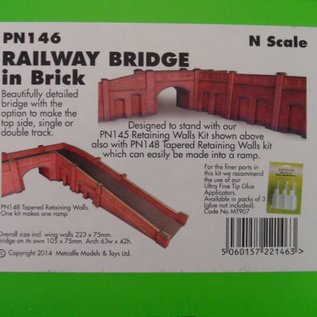 PN146
N Scale
RAILWAY BRIDGE
in Brick
Beautifully detailed
bridge with the
option to make the
top side, single or
double track.
Designed to stand with our
PN145 Retaining Walls Kit shown above
also with PN148 Tapered Retaining Walls kit
which can easily be made into a ramp.
For the finer parts in
this kit we recommend
the use of our
Ultra Fine Tip Glue
Applicators.
Available in packs of 3
(glue not included).
Code No MT907
PN148 Tapered Retaining Walls.
One kit makes one ramp
Overall size incl. wing walls 223 x 75mm.
Bridge on its own 105 x 75mm Arch 63w x 42h.
Copyright © 2014 Metcalfe Models & Toys Ltd.
5 060157 221463 >